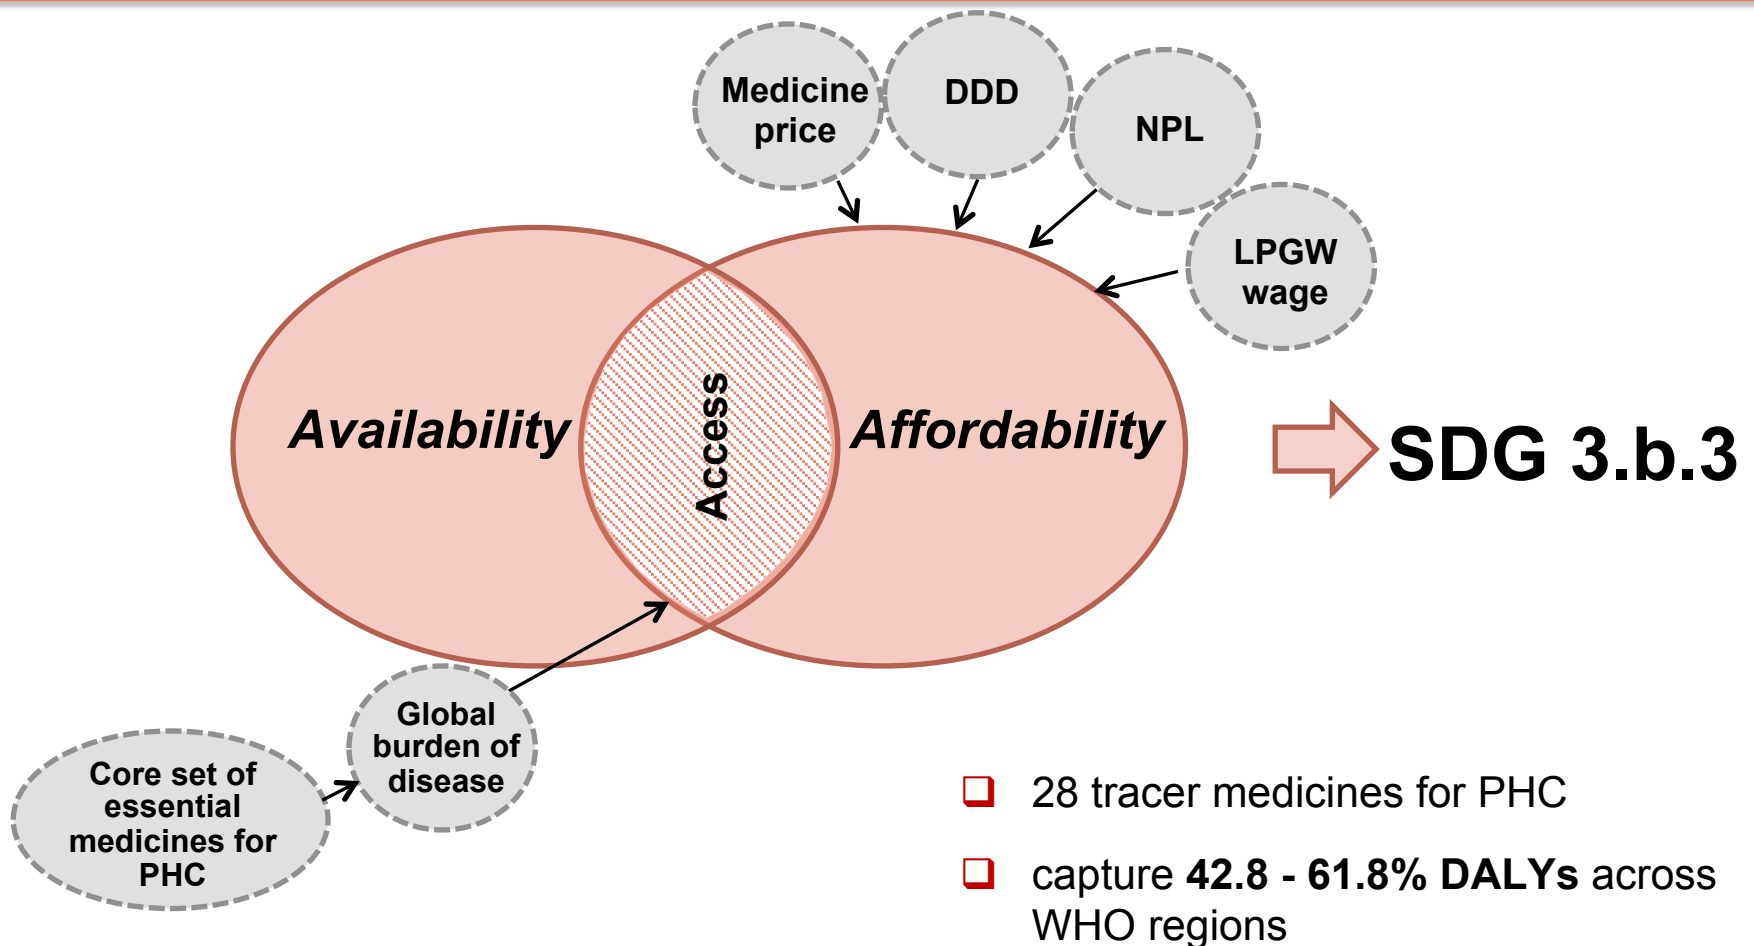 Medicine
price
DDD
NPL
LPGW
wage
Availability
Access
Affordability
SDG 3.b.3
Global
burden of
disease
Core set of
essential
medicines for
PHC
28 tracer medicines for PHC
capture 42.8 - 61.8% DALYs across
WHO regions